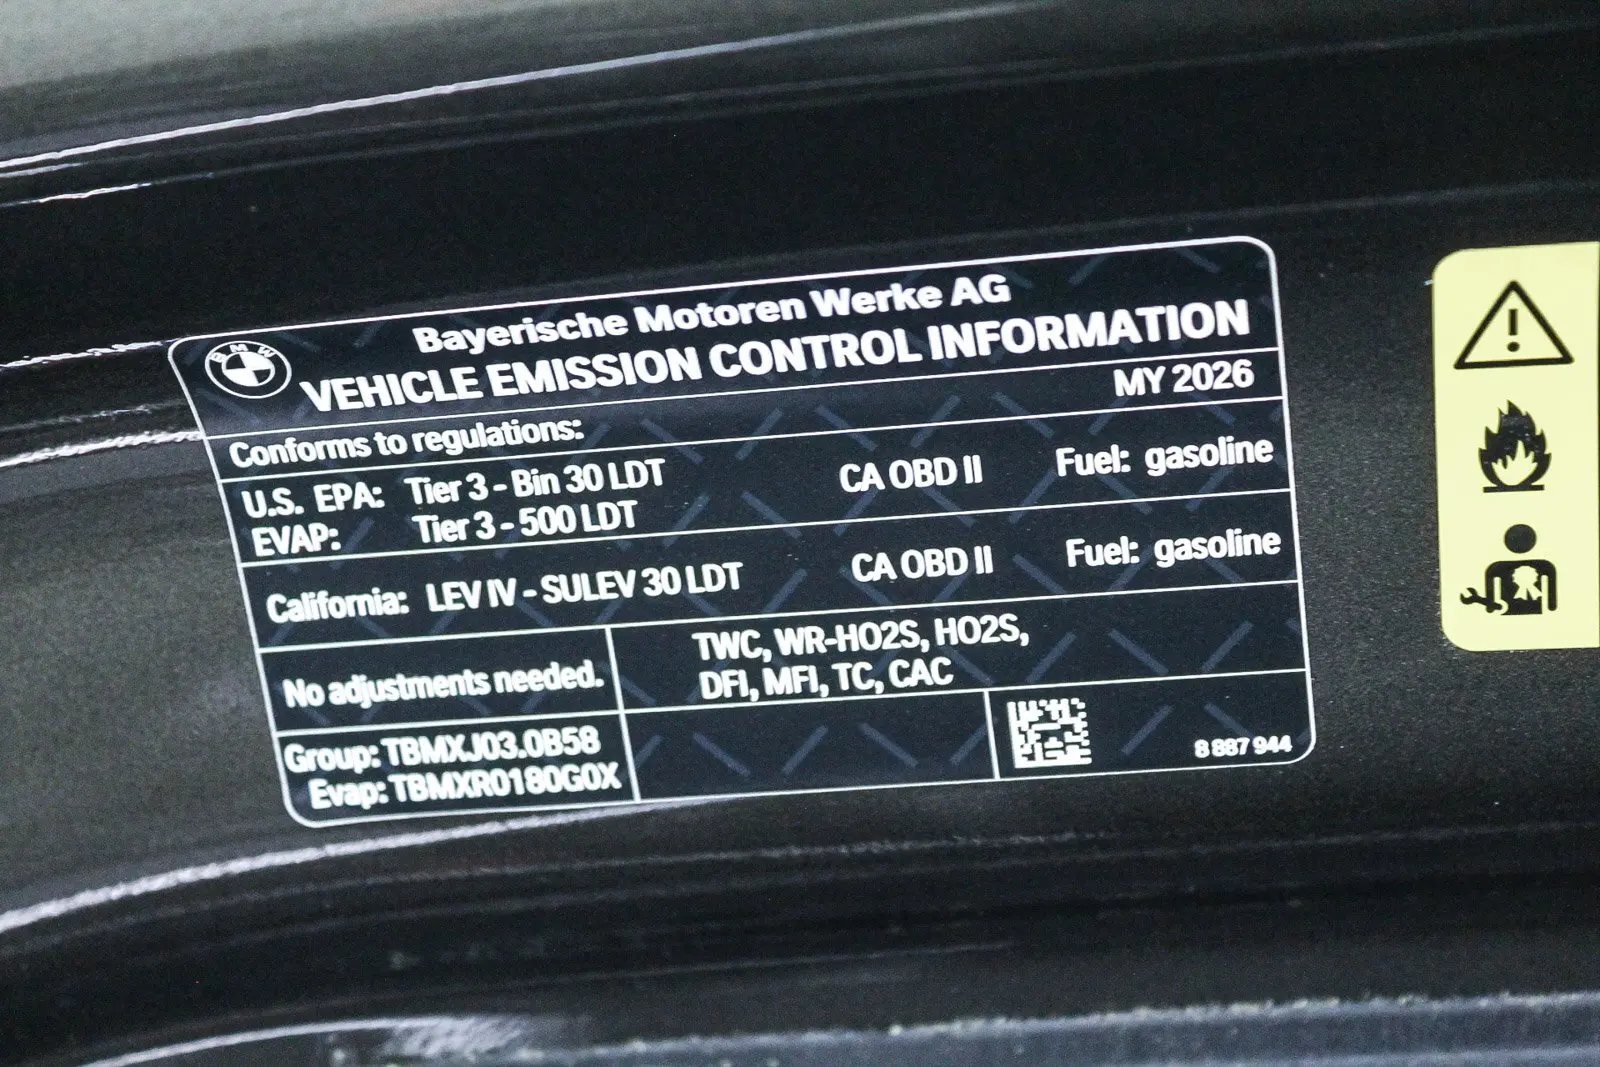 BMW
Bayerische Motoren Werke AG
VEHICLE EMISSION CONTROL INFORMATION
MY 2026
Conforms to regulations:
U.S. EPA: Tier 3 - Bin 30 LDT CA OBD II Fuel: gasoline
EVAP: Tier 3 - 500 LDT
California: LEV IV - SULEV 30 LDT CA OBD II Fuel: gasoline
No adjustments needed.
TWC, WR-HO2S, HO2S,
DFI, MFI, TC, CAC
Group: TBMXJ03.0B58
Evap: TBMXR0180G0X
8 887 944